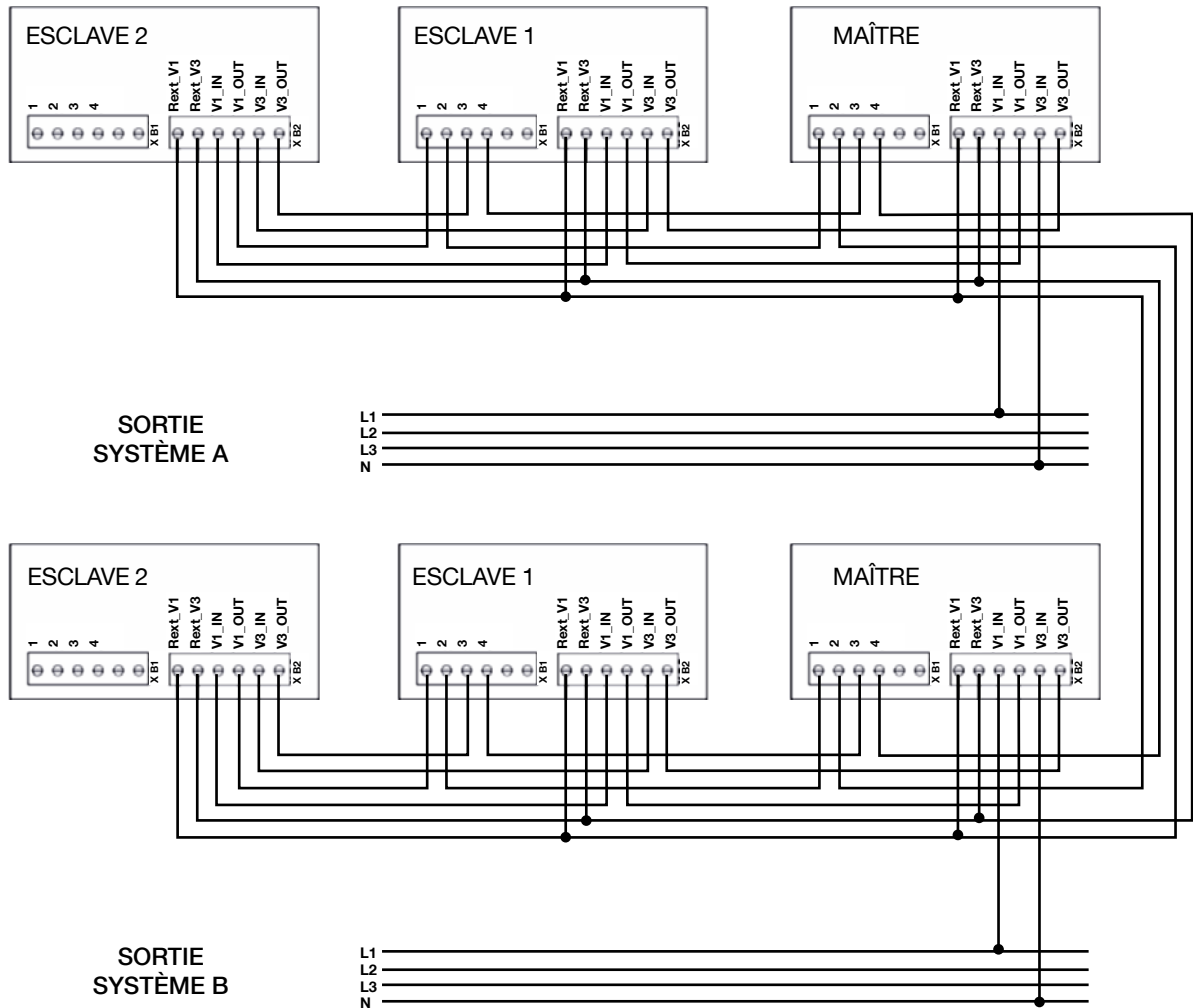 ESCLAVE 2
1
2
3
4
X B1
Rext_V1
Rext_V3
V1_IN
V1_OUT
V3_IN
V3_OUT
X B2
ESCLAVE 1
1
2
3
4
X B1
Rext_V1
Rext_V3
V1_IN
V1_OUT
V3_IN
V3_OUT
X B2
MAÎTRE
1
2
3
4
X B1
Rext_V1
Rext_V3
V1_IN
V1_OUT
V3_IN
V3_OUT
X B2
SORTIE
SYSTÈME A
L1
L2
L3
N
ESCLAVE 2
1
2
3
4
X B1
Rext_V1
Rext_V3
V1_IN
V1_OUT
V3_IN
V3_OUT
X B2
ESCLAVE 1
1
2
3
4
X B1
Rext_V1
Rext_V3
V1_IN
V1_OUT
V3_IN
V3_OUT
X B2
MAÎTRE
1
2
3
4
X B1
Rext_V1
Rext_V3
V1_IN
V1_OUT
V3_IN
V3_OUT
X B2
SORTIE
SYSTÈME B
L1
L2
L3
N